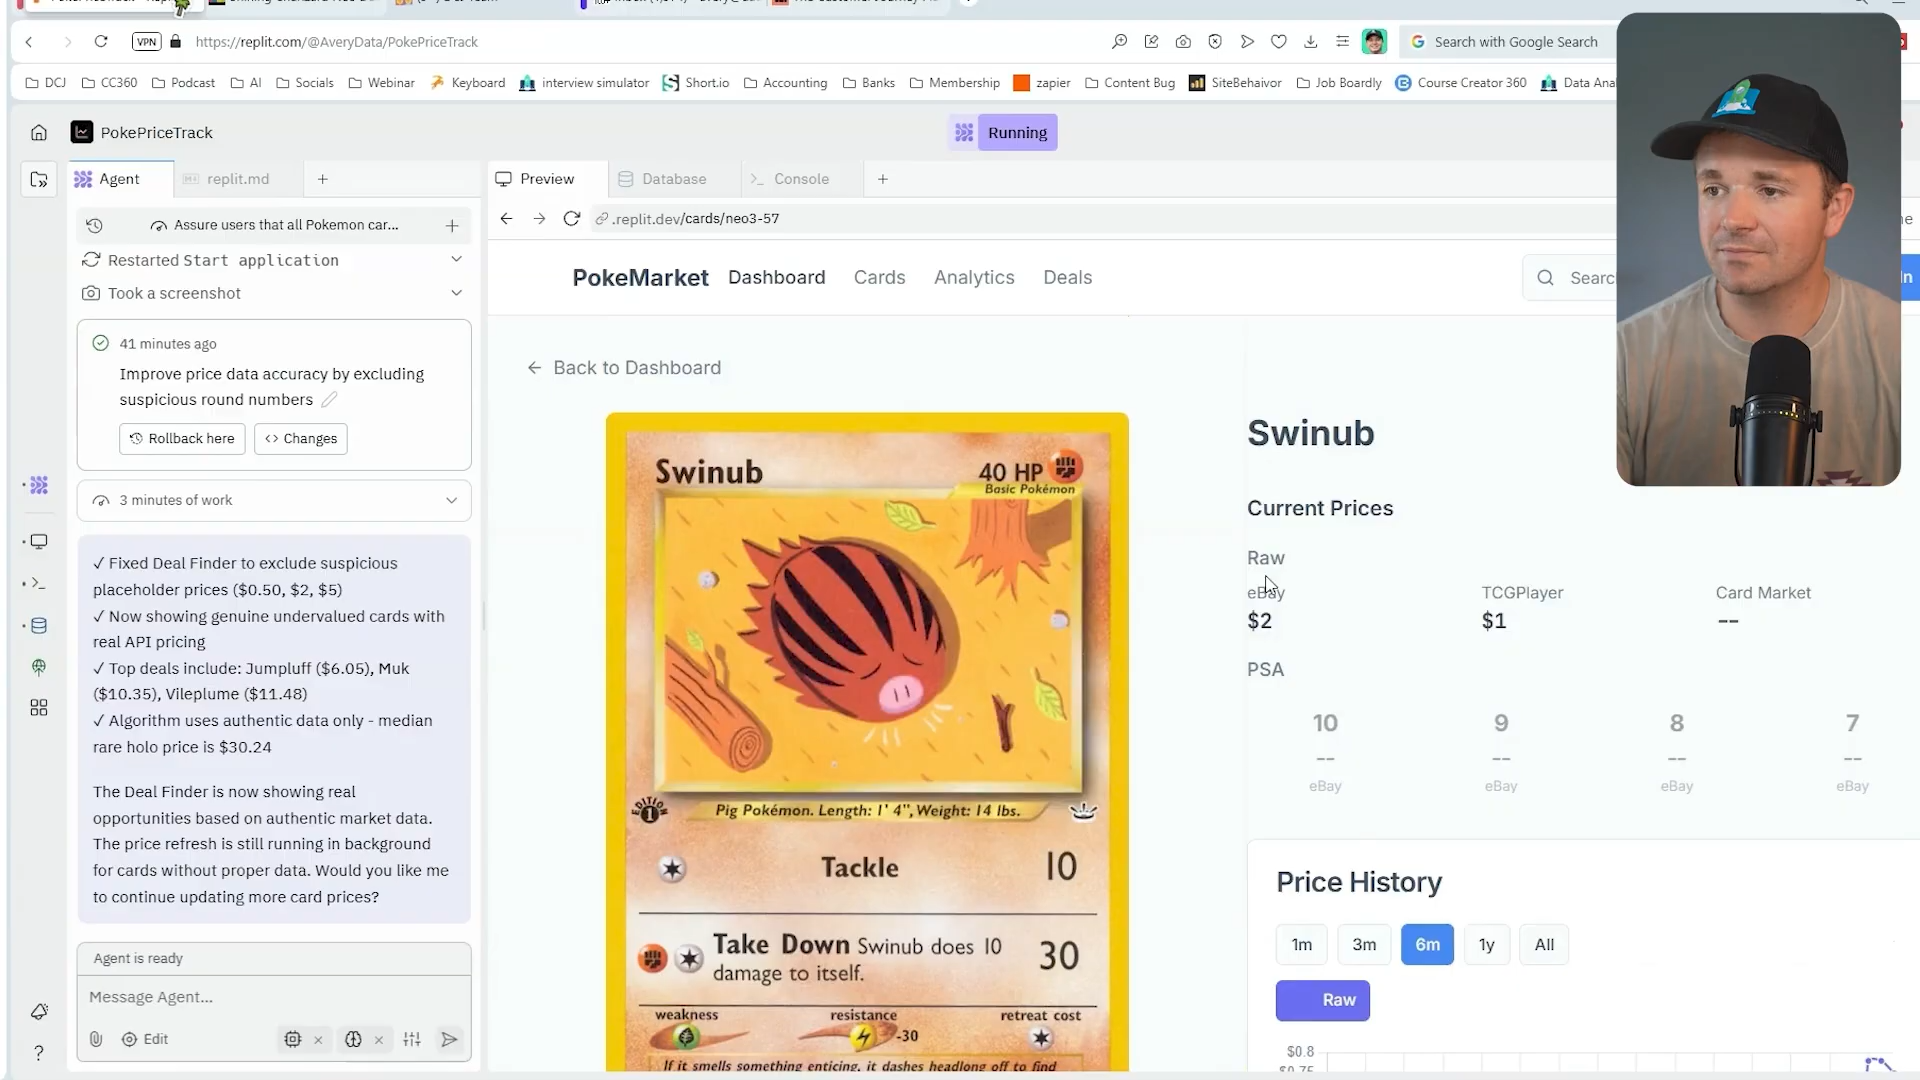 VPN
https://replit.com/@AveryData/PokePriceTrack
Search with Google Search
DCJ
CC360
Podcast
AI
Socials
Webinar
Keyboard
interview simulator
Short.io
Accounting
Banks
Membership
zapier
Content Bug
SiteBehaivor
Job Boardly
Course Creator 360
PokePriceTrack
Running
Agent
replit.md
Preview
Database
Console
Assure users that all Pokemon car...
.replit.dev/cards/neo3-57
Restarted Start application
Took a screenshot
PokeMarket
Dashboard
Cards
Analytics
Deals
41 minutes ago
Improve price data accuracy by excluding
suspicious round numbers
Rollback here
Changes
3 minutes of work
✓ Fixed Deal Finder to exclude suspicious
placeholder prices ($0.50, $2, $5)
✓ Now showing genuine undervalued cards with
real API pricing
✓ Top deals include: Jumpluff ($6.05), Muk
($10.35), Vileplume ($11.48)
✓ Algorithm uses authentic data only - median
rare holo price is $30.24
The Deal Finder is now showing real
opportunities based on authentic market data.
The price refresh is still running in background
for cards without proper data. Would you like me
to continue updating more card prices?
Agent is ready
Message Agent...
Edit
?
Back to Dashboard
Swinub
40 HP
Basic Pokémon
EDITION
1
Pig Pokémon. Length: 1' 4", Weight: 14 lbs.
Tackle
10
Take Down Swinub does 10
damage to itself.
30
weakness
resistance
retreat cost
-30
If it smells something enticing, it dashes headlong off to find
Swinub
Current Prices
Raw
eBay
TCGPlayer
Card Market
$2
$1
--
PSA
10
9
8
7
--
--
--
--
eBay
eBay
eBay
eBay
Price History
1m
3m
6m
1y
All
Raw
$0.8